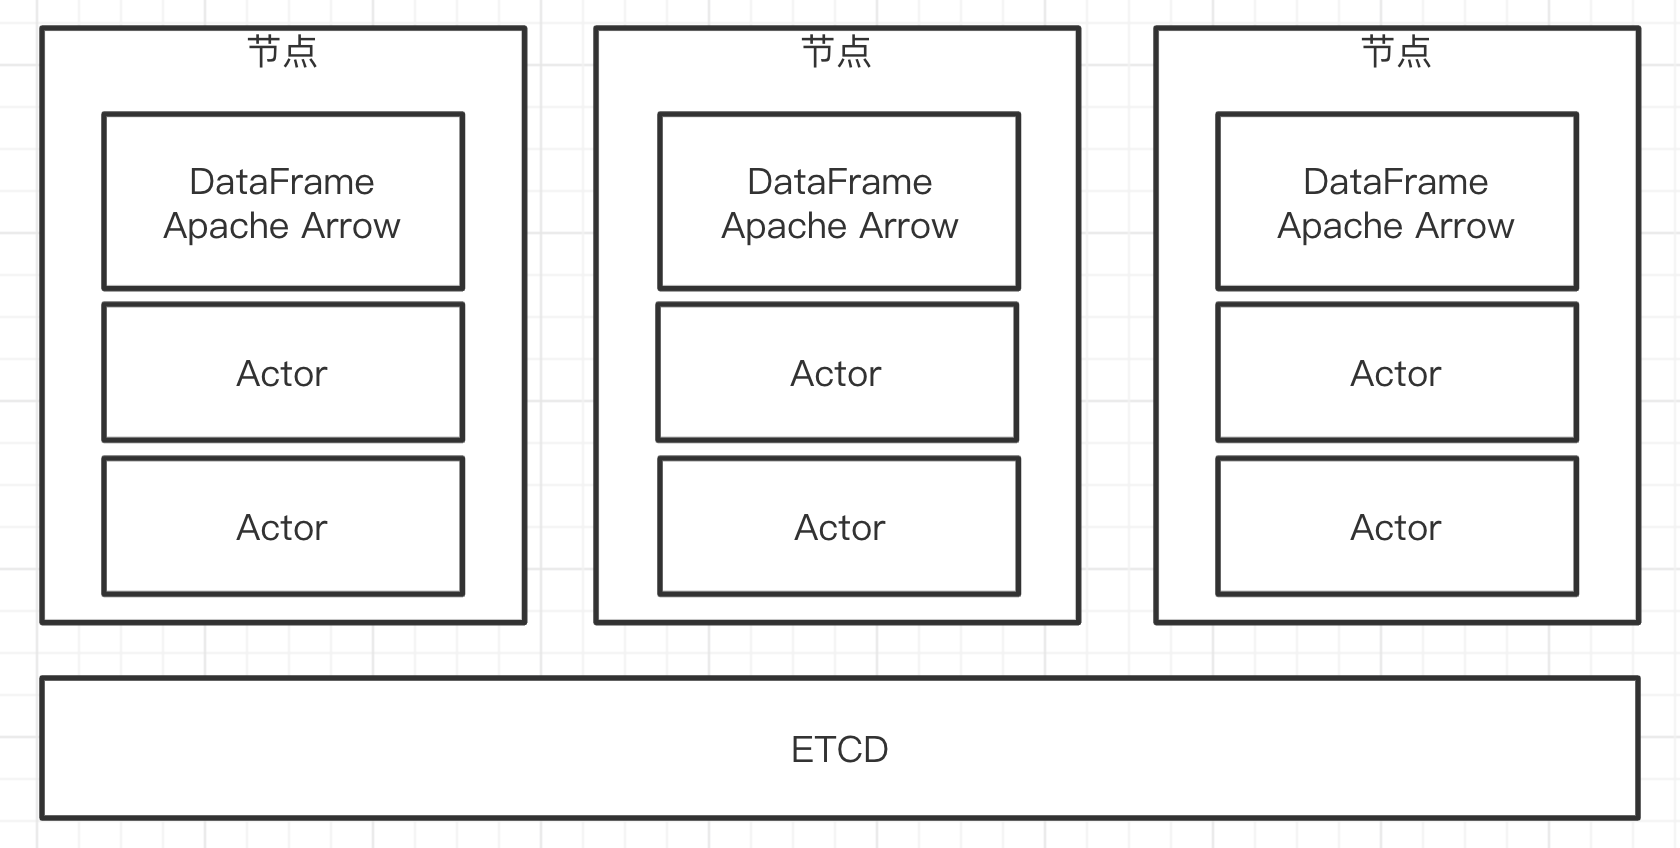 节点
DataFrame
Apache Arrow
Actor
Actor
节点
DataFrame
Apache Arrow
Actor
Actor
节点
DataFrame
Apache Arrow
Actor
Actor
ETCD